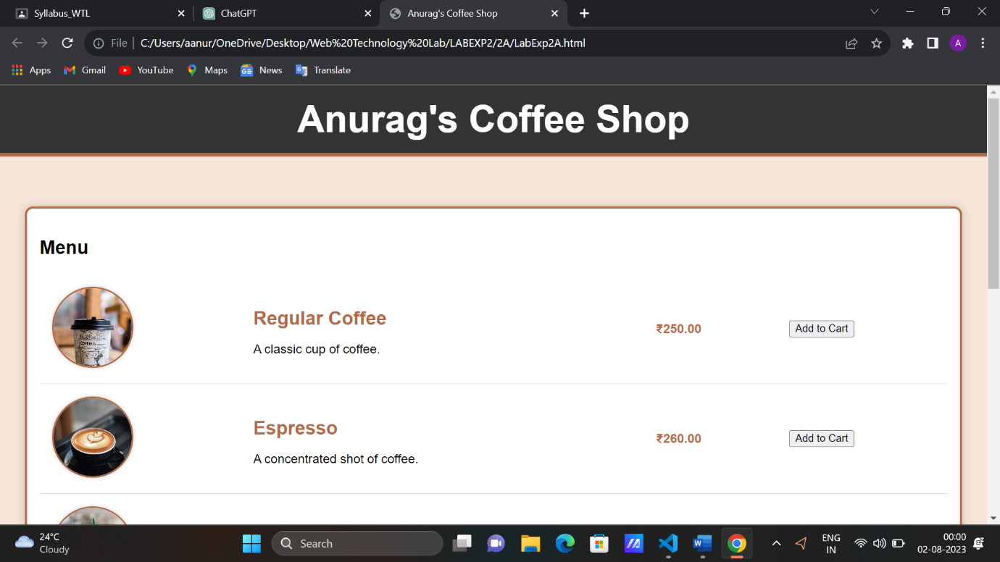 Syllabus_WTL
ChatGPT
Anurag's Coffee Shop
File
C:/Users/aanur/OneDrive/Desktop/Web%20Technology%20Lab/LABEXP2/2A/LabExp2A.html
A
Apps
Gmail
YouTube
Maps
News
Translate
Anurag's Coffee Shop
Menu
Regular Coffee
A classic cup of coffee.
₹250.00
Add to Cart
Espresso
A concentrated shot of coffee.
₹260.00
Add to Cart
24°C
Cloudy
Search
ENG
IN
00:00
02-08-2023